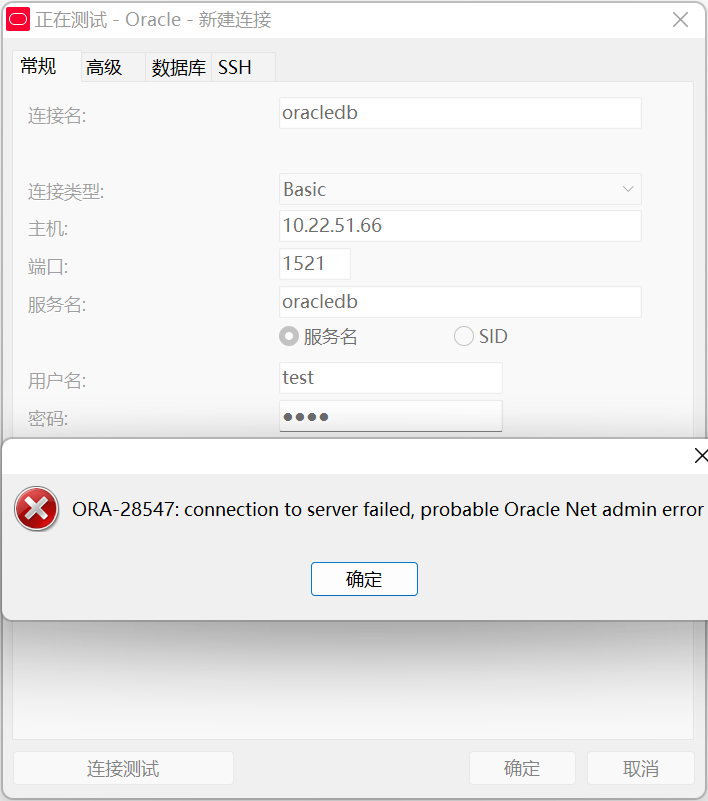 正在测试 - Oracle - 新建连接
常规 高级 数据库 SSH
连接名: oracledb
连接类型: Basic
主机: 10.22.51.66
端口: 1521
服务名: oracledb
服务名 SID
用户名: test
密码: ●●●●
ORA-28547: connection to server failed, probable Oracle Net admin error
确定
连接测试 确定 取消